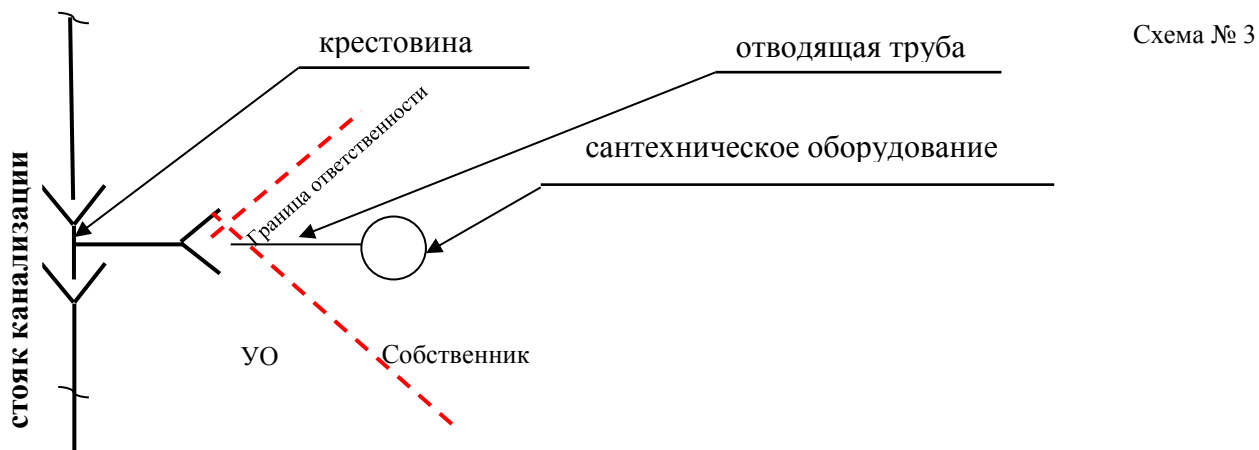 Схема № 3
крестовина
отводящая труба
Граница ответственности
сантехническое оборудование
стояк канализации
УО
Собственник